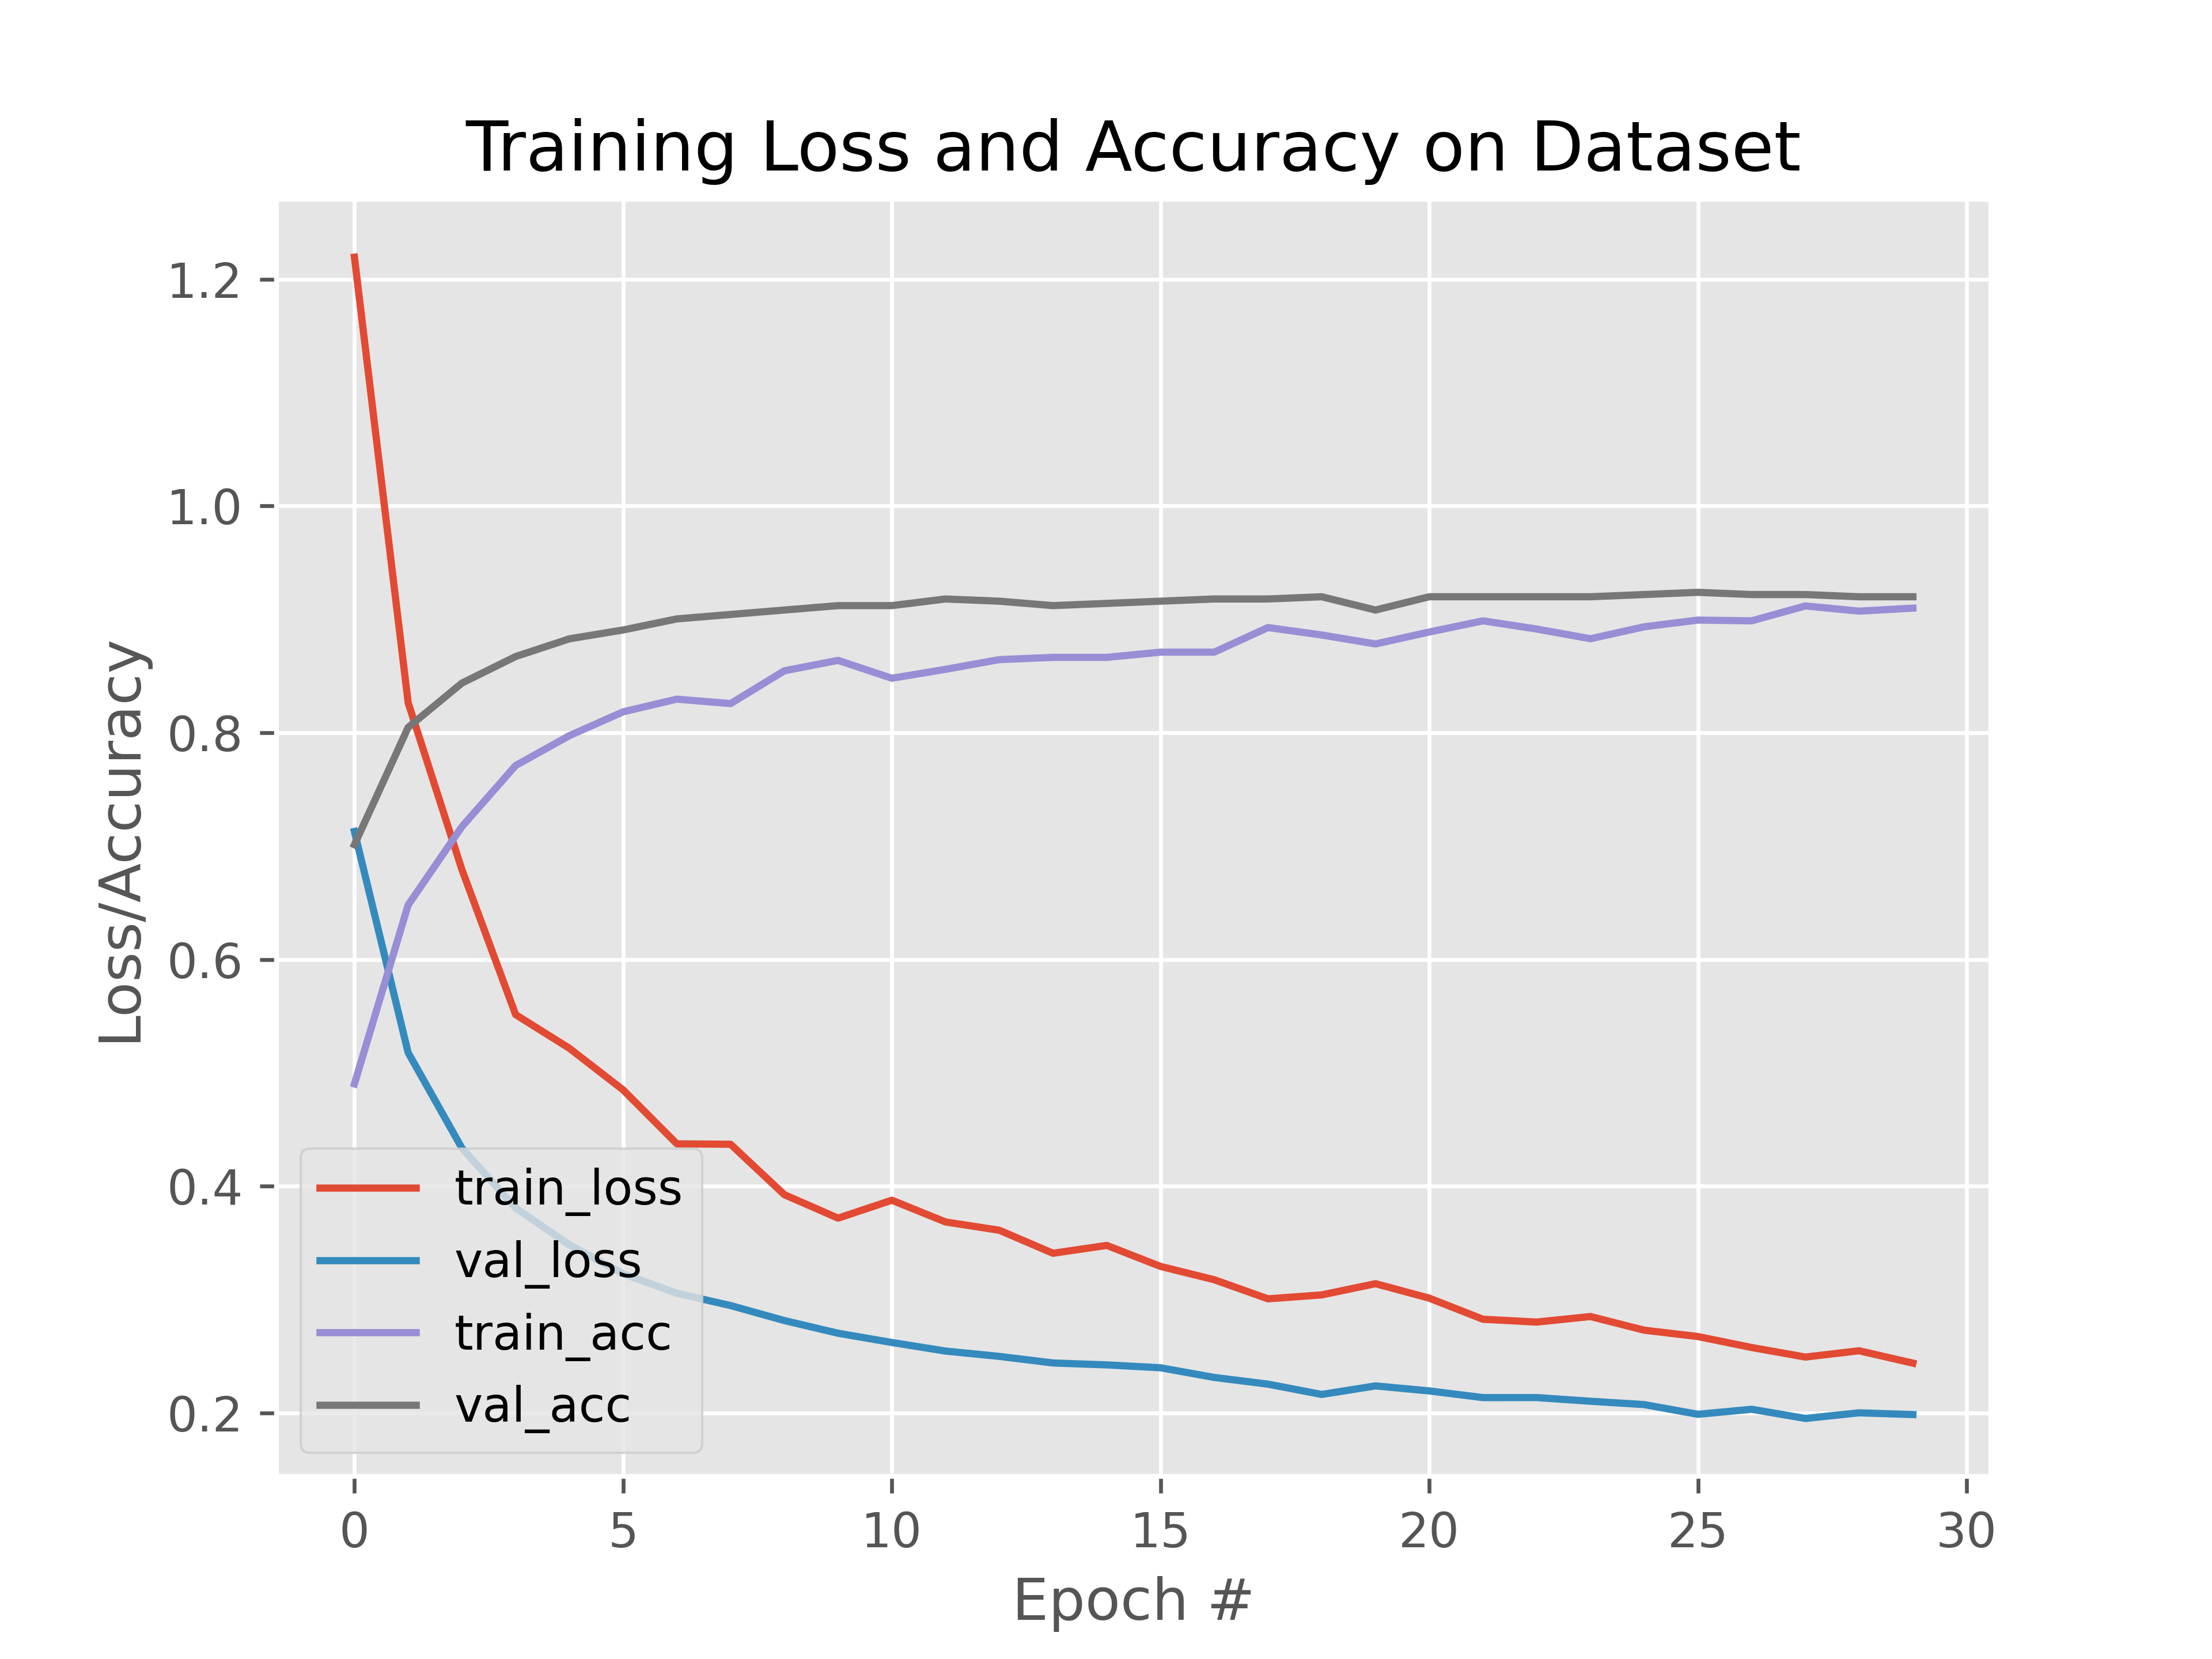 Training Loss and Accuracy on Dataset
1.2
1.0
0.8
0.6
0.4
0.2
Loss/Accuracy
train_loss
val_loss
train_acc
val_acc
0 5 10 15 20 25 30
Epoch #